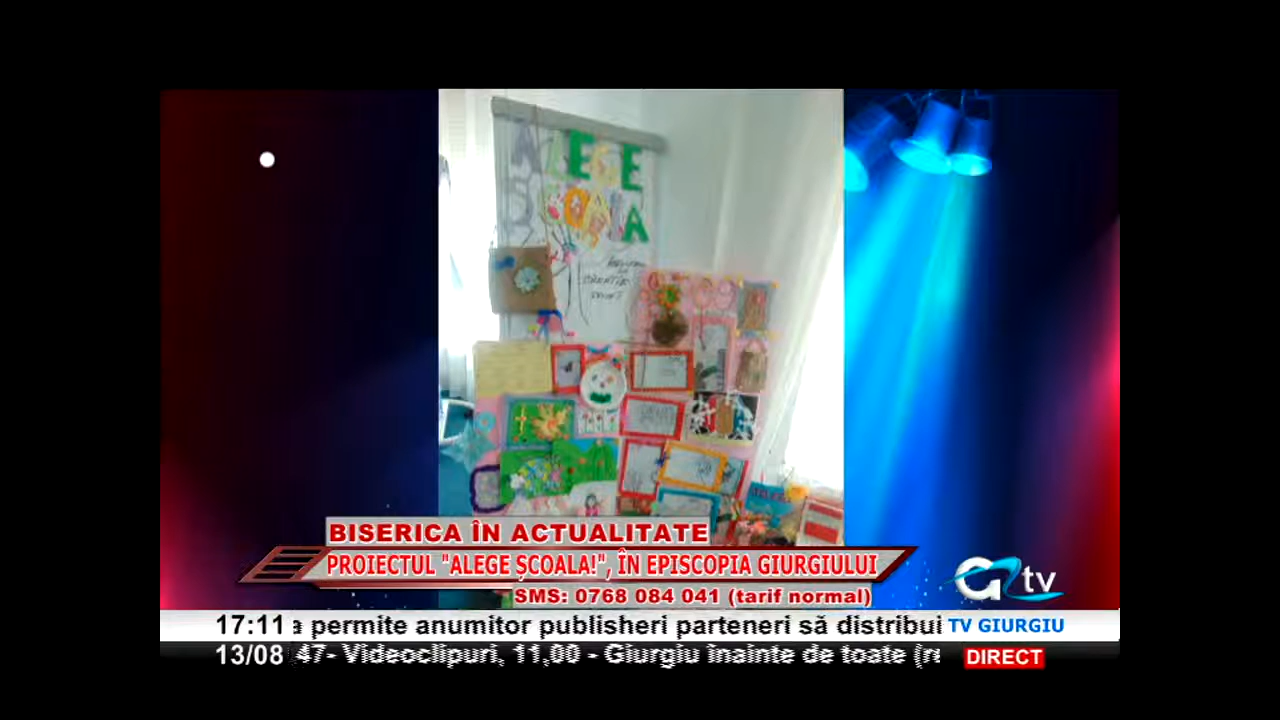 ALEGE
ȘCOALA
BISERICA ÎN ACTUALITATE
PROIECTUL "ALEGE ȘCOALA!", ÎN EPISCOPIA GIURGIULUI
SMS: 0768 084 041 (tarif normal)
G tv
17:11 a permite anumitor publisheri parteneri să distribui TV GIURGIU
13/08 47- Videoclipuri, 11,00 - Giurgiu înainte de toate (re DIRECT